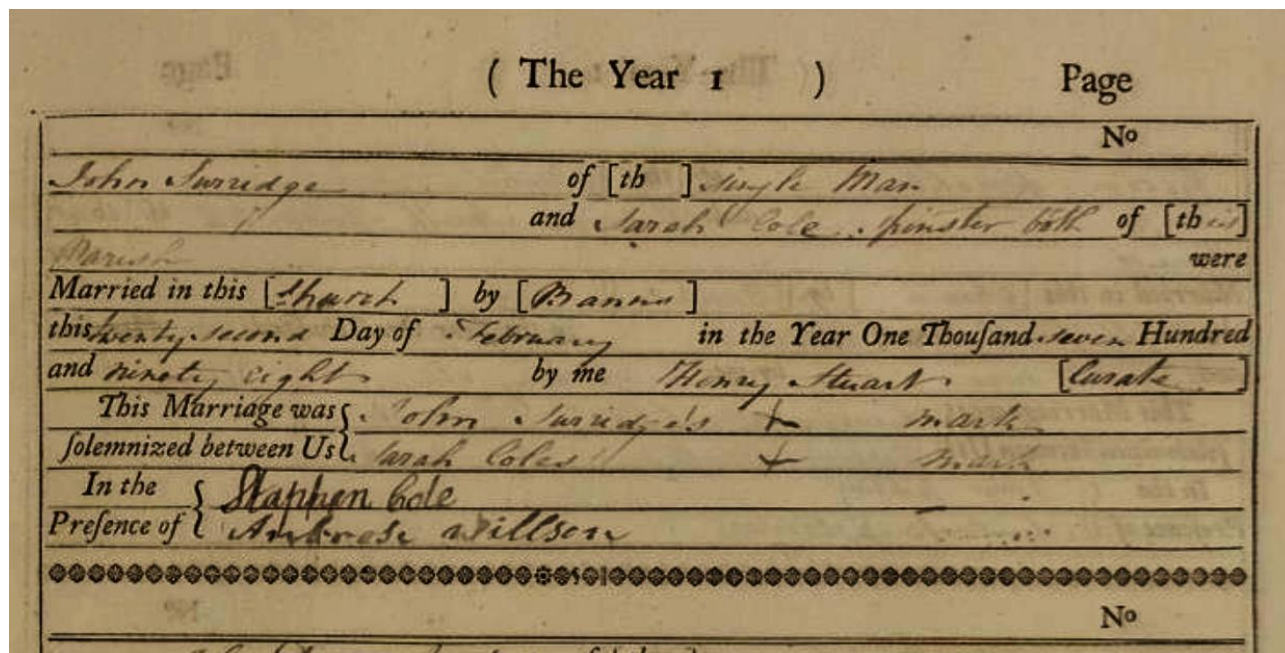 ( The Year 1 ) Page
No
John Surridge of [th ] single Man
and Sarah Cole spinster both of [this]
Parish were
Married in this [Church ] by [Banns ]
this twenty second Day of February in the Year One Thouſand seven Hundred
and ninety eight by me Henry Stuart [Curate ]
This Marriage was { John Surridge's + mark
ſolemnized between Us { Sarah Coles + mark
In the { Staphen Cole
Preſence of { Ambrose Willson
No